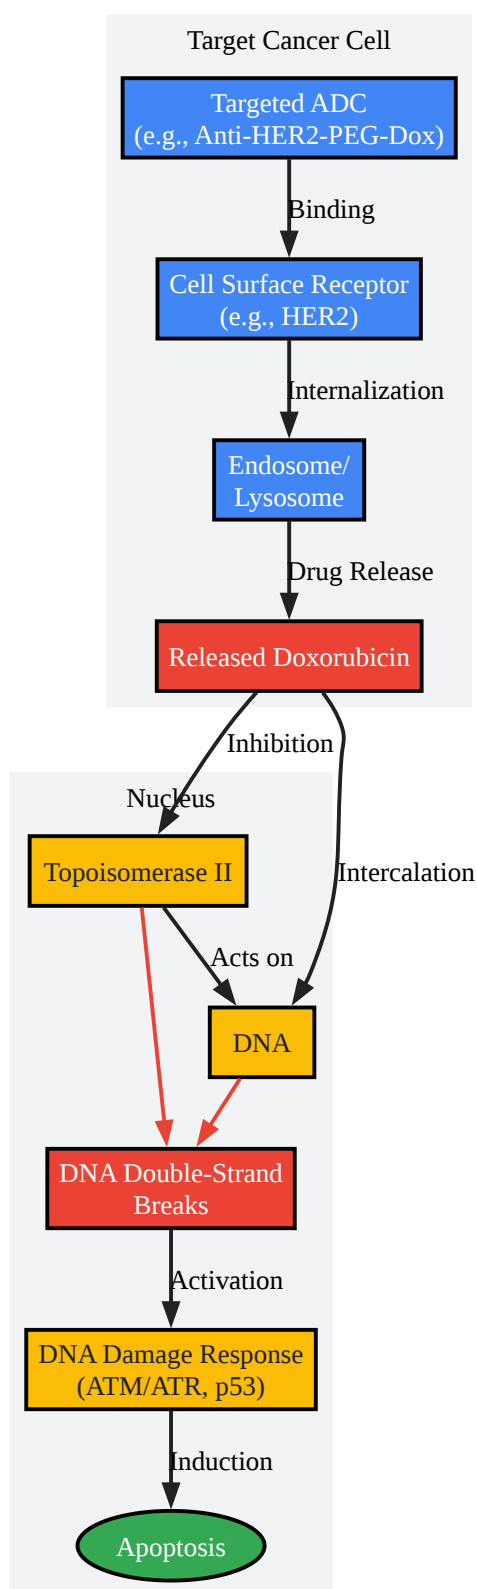 Target Cancer Cell
Targeted ADC
(e.g., Anti-HER2-PEG-Dox)
Binding
Cell Surface Receptor
(e.g., HER2)
Internalization
Endosome/
Lysosome
Drug Release
Released Doxorubicin
Inhibition
Nucleus
Topoisomerase II
Intercalation
Acts on
DNA
DNA Double-Strand
Breaks
Activation
DNA Damage Response
(ATM/ATR, p53)
Induction
Apoptosis